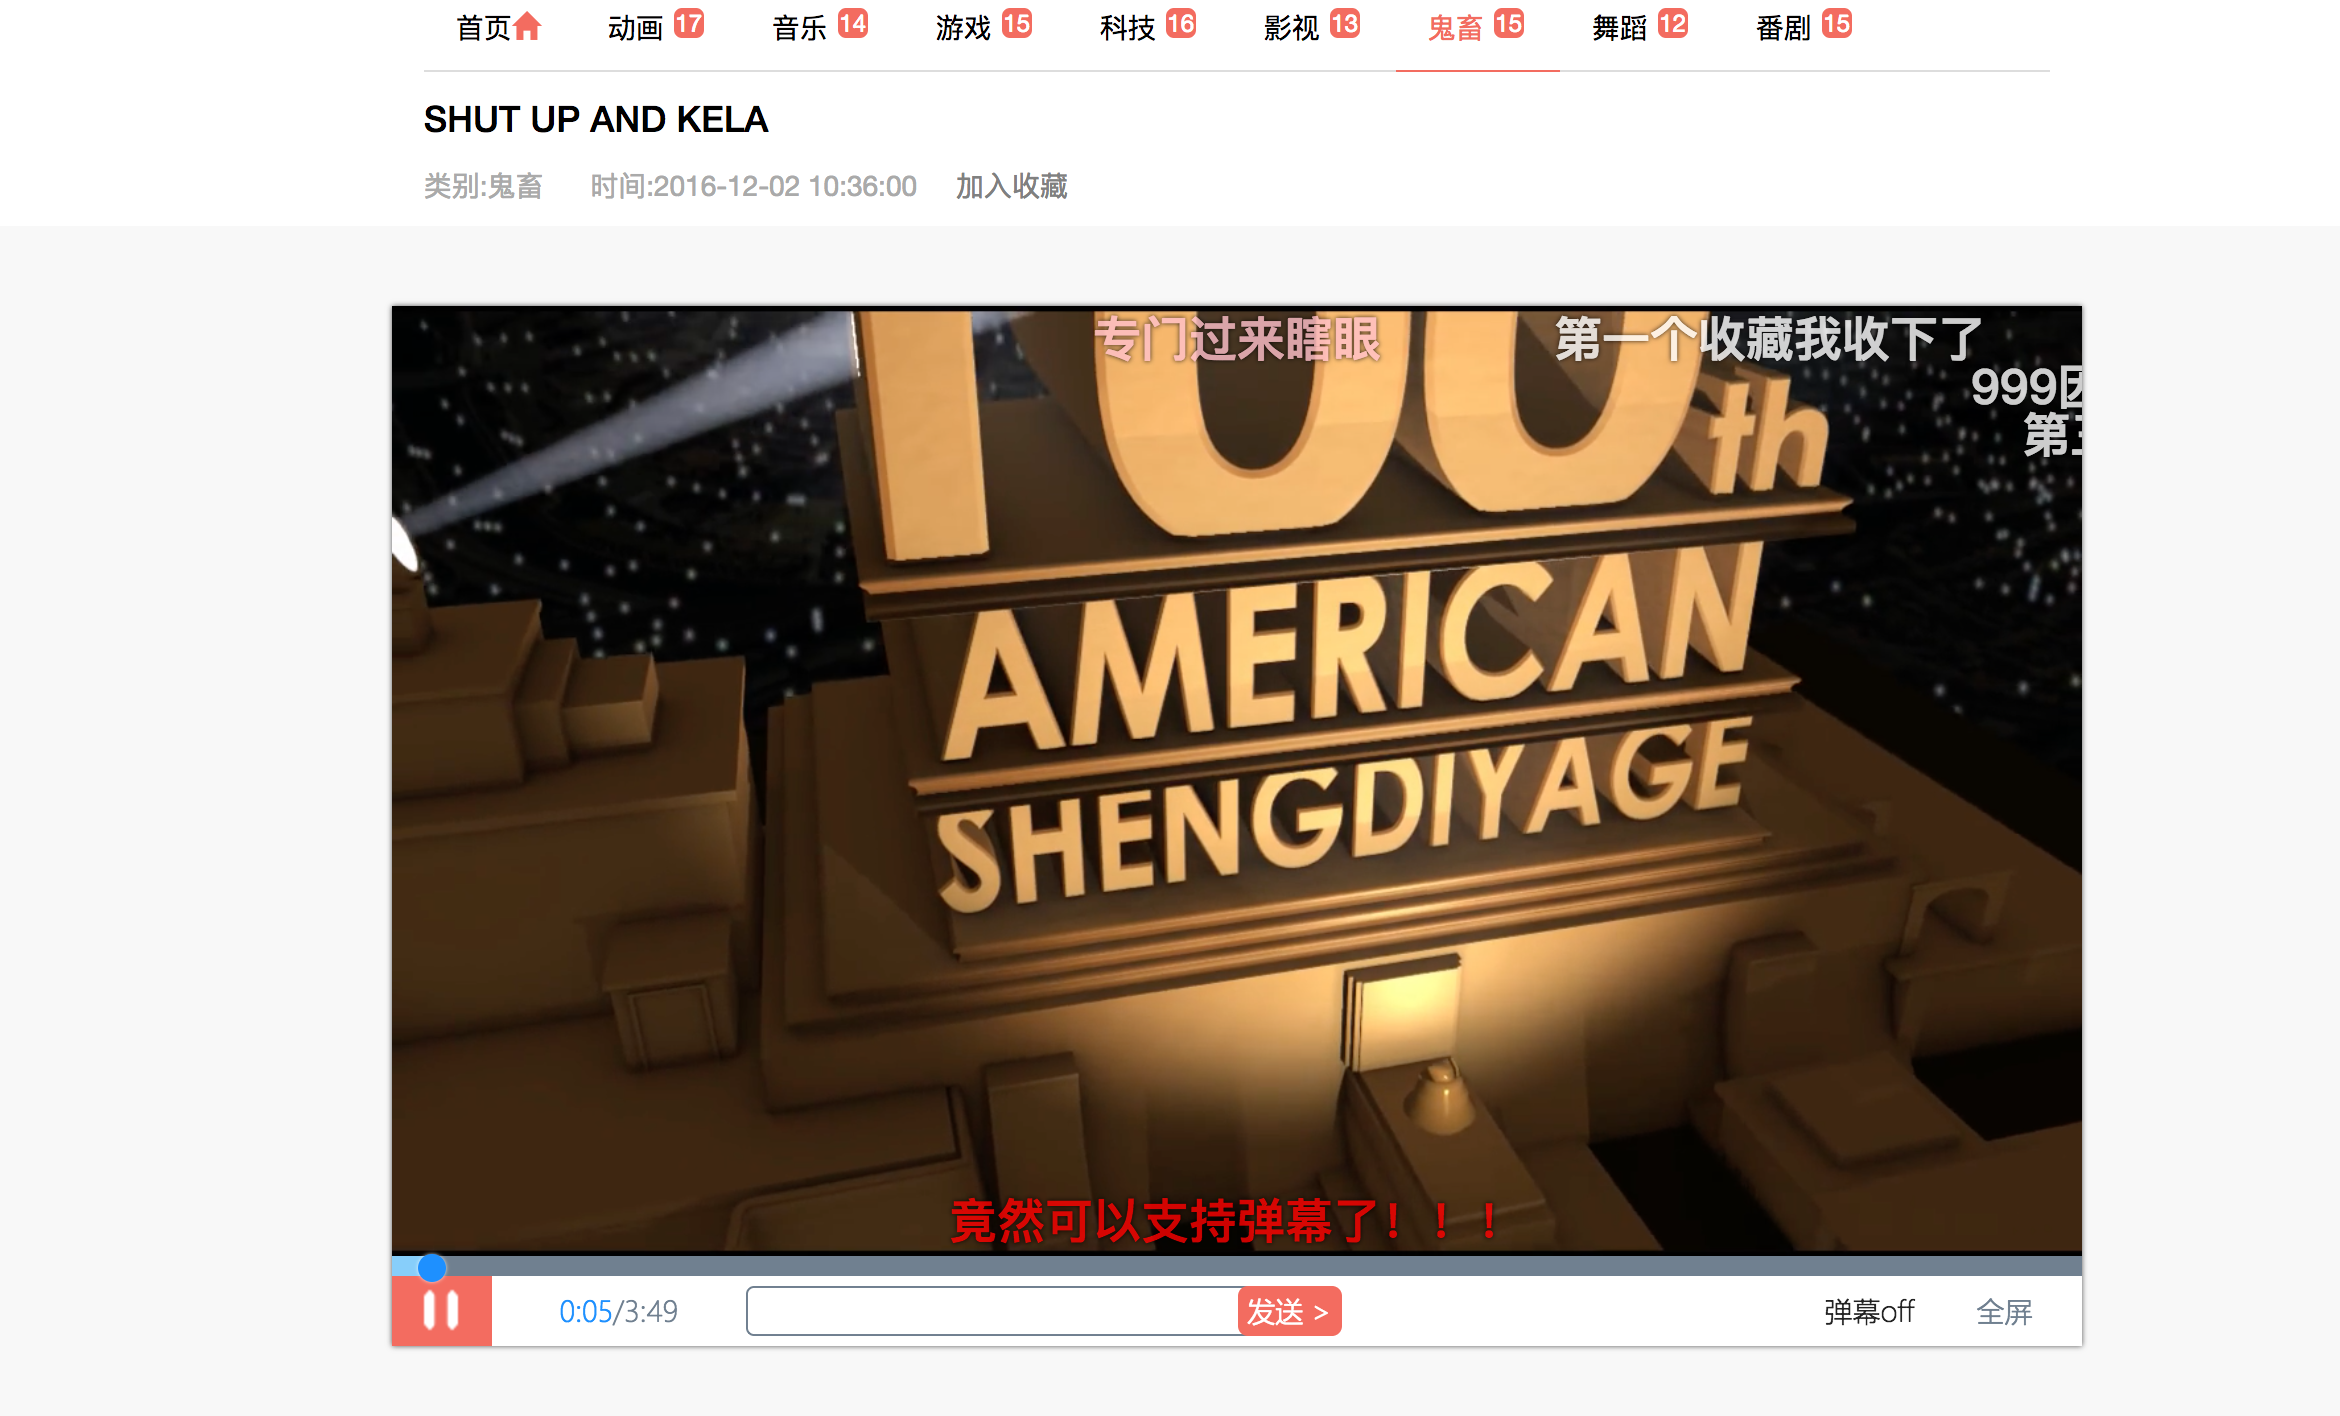 首页 动画 17 音乐 14 游戏 15 科技 16 影视 13 鬼畜 15 舞蹈 12 番剧 15
SHUT UP AND KELA
类别:鬼畜 时间:2016-12-02 10:36:00 加入收藏
专门过来瞎眼 第一个收藏我收下了
999
第
100th
AMERICAN
SHENGDIYAGE
竟然可以支持弹幕了！！！
0:05/3:49 发送 > 弹幕off 全屏